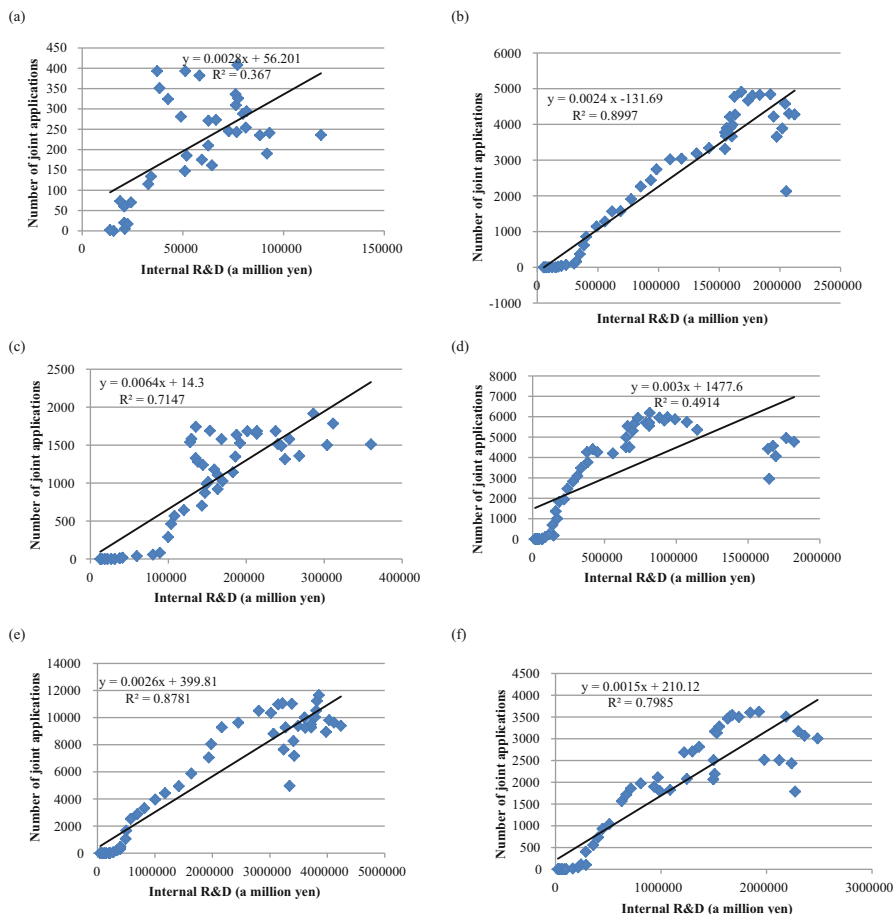 (a)
y = 0.0028x + 56.201
R² = 0.367
450
400
350
300
250
200
150
100
50
0
0 50000 100000 150000
Number of joint applications
Internal R&D (a million yen)
(b)
y = 0.0024 x -131.69
R² = 0.8997
6000
5000
4000
3000
2000
1000
0
-1000
0 500000 1000000 1500000 2000000 2500000
Number of joint applications
Internal R&D (a million yen)
(c)
y = 0.0064x + 14.3
R² = 0.7147
2500
2000
1500
1000
500
0
0 100000 200000 300000 400000
Number of joint applications
Internal R&D (a million yen)
(d)
y = 0.003x + 1477.6
R² = 0.4914
8000
7000
6000
5000
4000
3000
2000
1000
0
0 500000 1000000 1500000 2000000
Number of joint applications
Internal R&D (a million yen)
(e)
y = 0.0026x + 399.81
R² = 0.8781
14000
12000
10000
8000
6000
4000
2000
0
0 1000000 2000000 3000000 4000000 5000000
Number of joint applications
Internal R&D (a million yen)
(f)
y = 0.0015x + 210.12
R² = 0.7985
4500
4000
3500
3000
2500
2000
1500
1000
500
0
0 1000000 2000000 3000000
Number of joint applications
Internal R&D (a million yen)